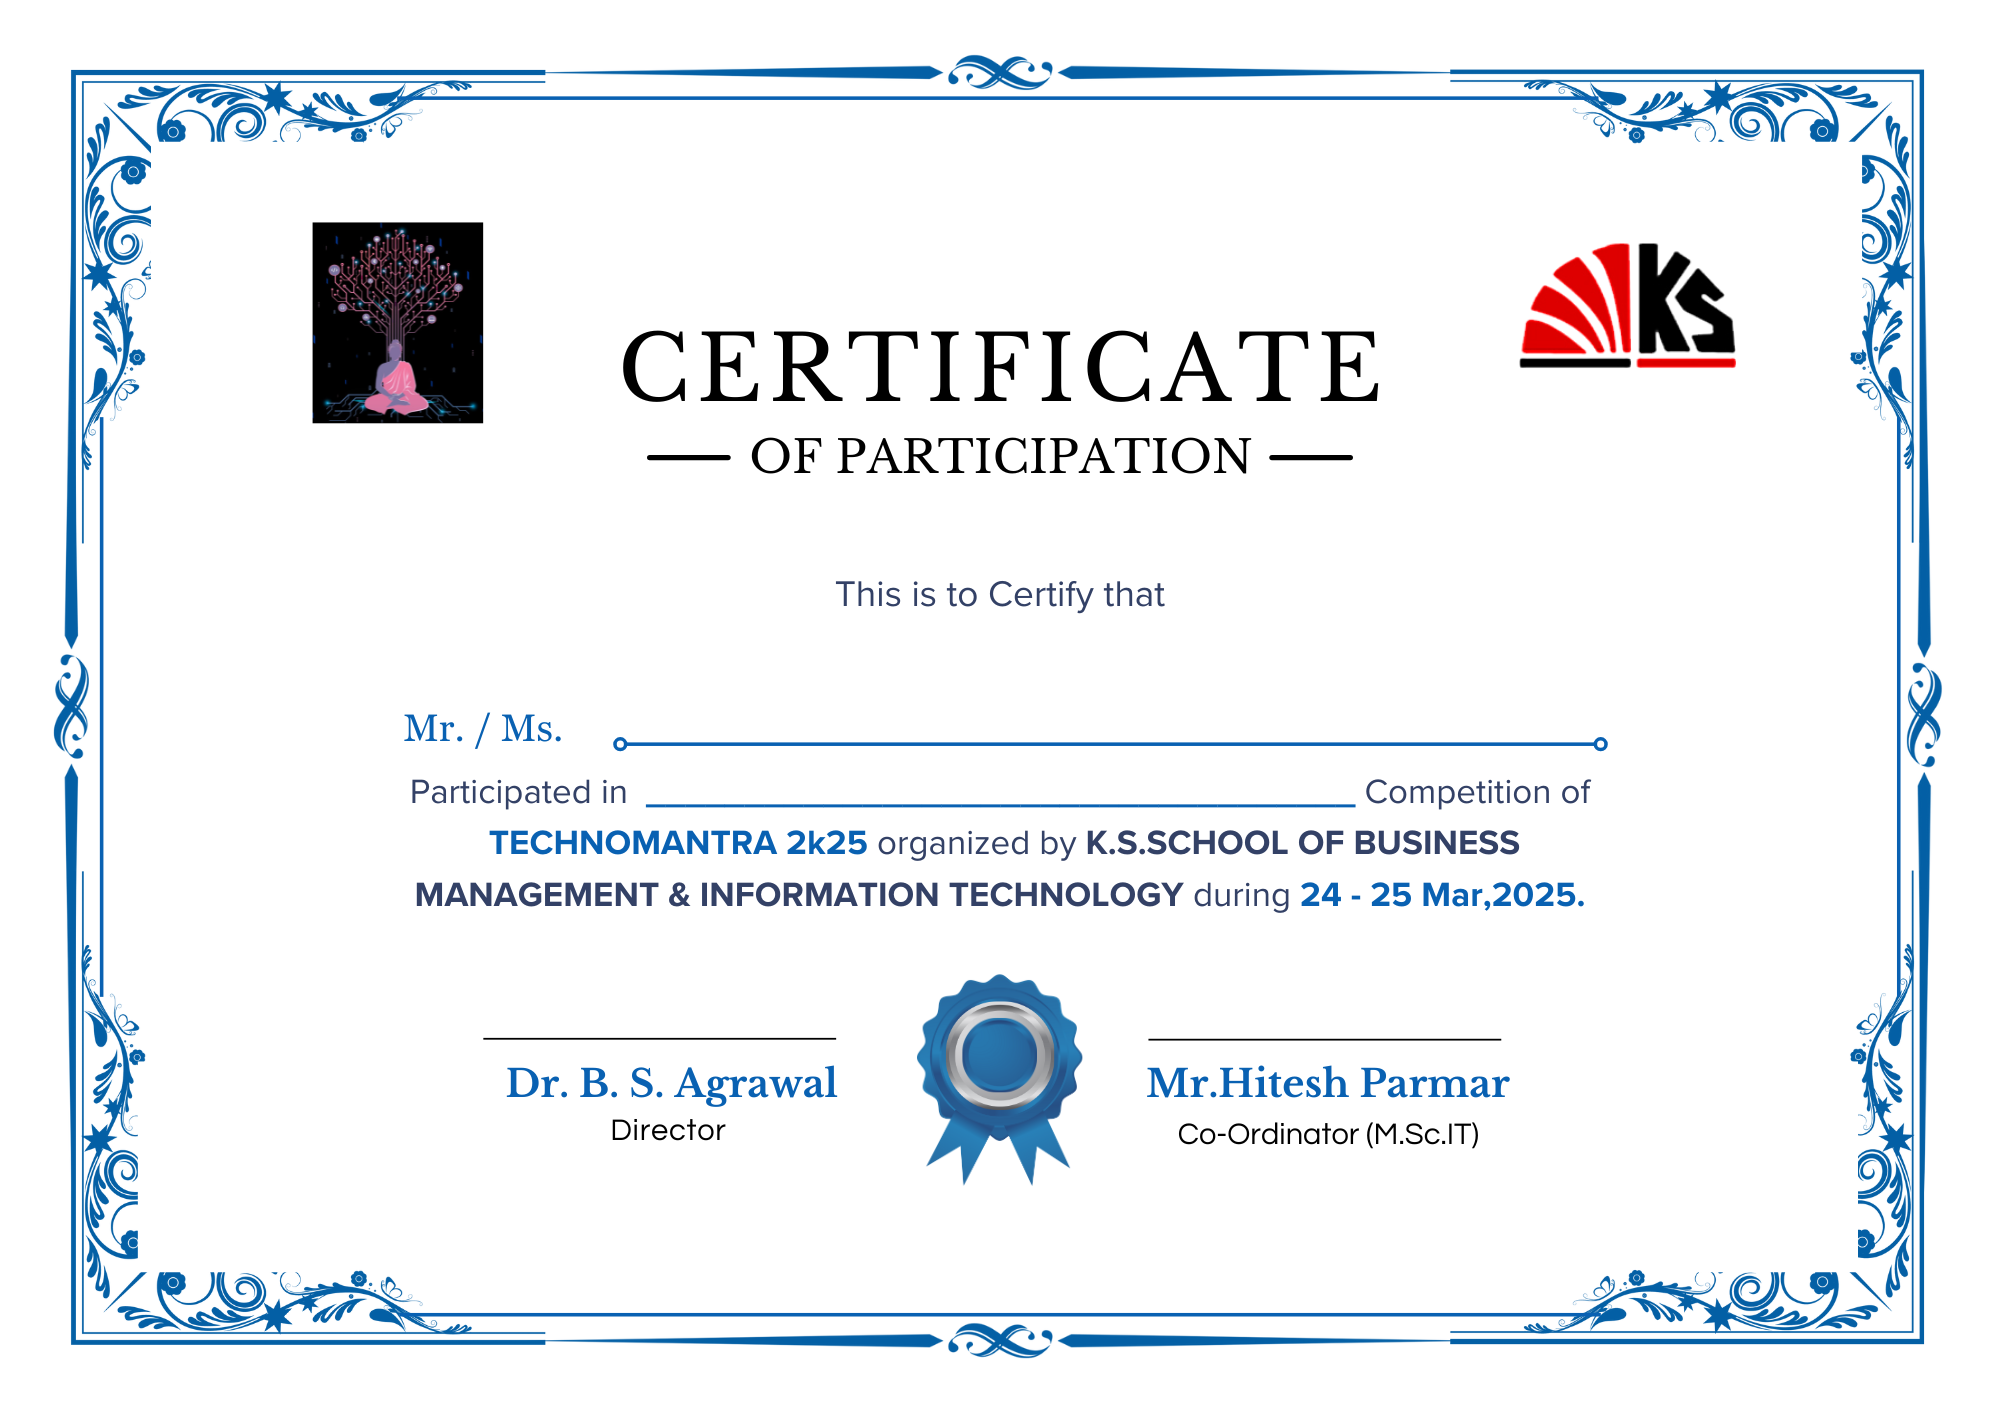 KS
CERTIFICATE
OF PARTICIPATION
This is to Certify that
Mr. / Ms.
Participated in ____________________ Competition of
TECHNOMANTRA 2k25 organized by K.S.SCHOOL OF BUSINESS
MANAGEMENT & INFORMATION TECHNOLOGY during 24 - 25 Mar,2025.
Dr. B. S. Agrawal
Director
Mr.Hitesh Parmar
Co-Ordinator (M.Sc.IT)